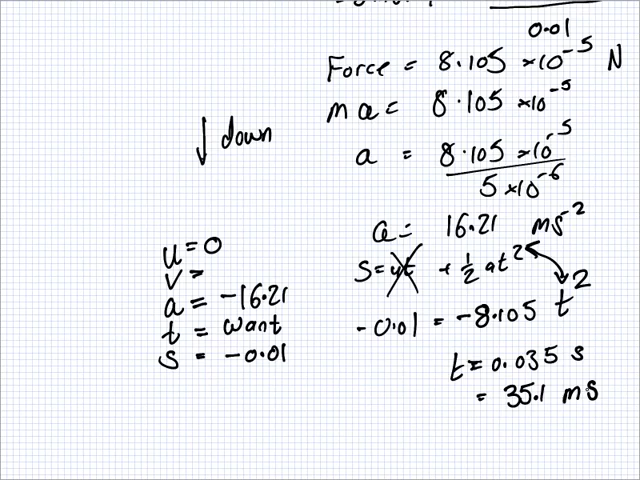 0.01
Force = 8.105 ×10⁻⁵ N
ma = 8.105 ×10⁻⁵
↓ down
a = 8.105 ×10⁻⁵
5 ×10⁻⁶
a = 16.21 ms⁻²
s = ut + ½ at²
-0.01 = -8.105 t²
t = 0.035 s
= 35.1 ms
u = 0
v =
a = -16.21
t = want
s = -0.01